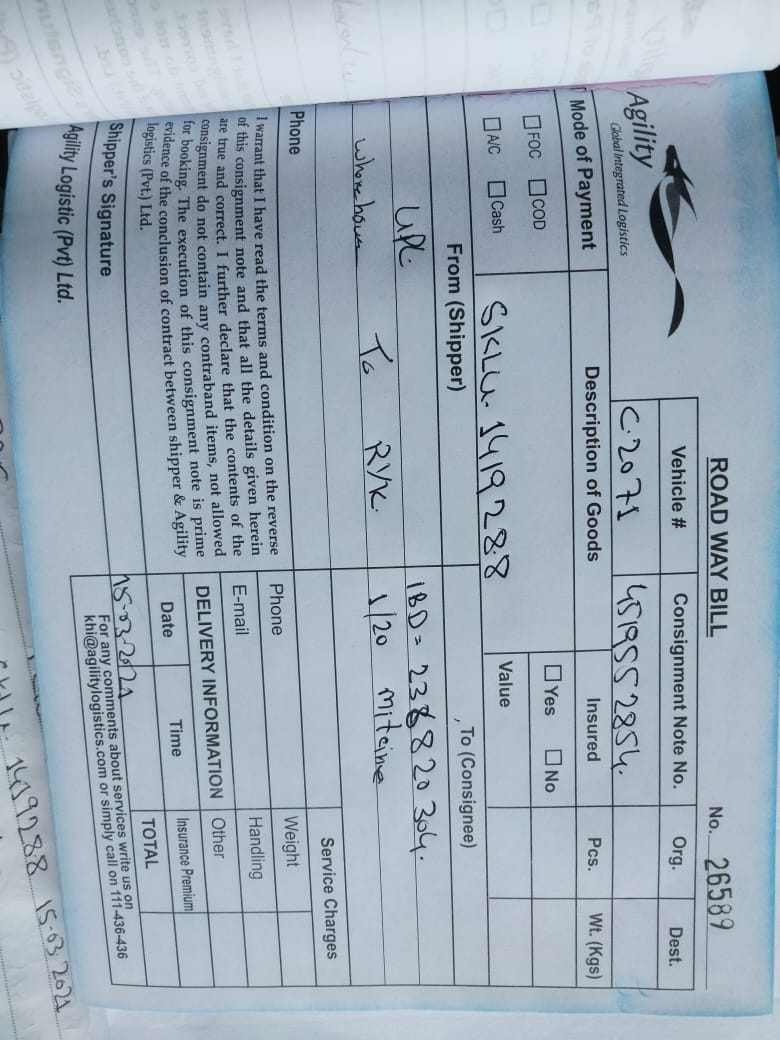 ROAD WAY BILL
No. 26589
Agility
Global Integrated Logistics
Vehicle # Consignment Note No. Org. Dest.
C.2071 4519552854.
Mode of Payment Description of Goods Insured Pcs. Wt. (Kgs)
FOC COD Yes No
A/C Cash SKLU. 1419288 Value
From (Shipper) To (Consignee)
UPL IBD = 236820304.
To RYK. 1/20
Service Charges
Phone
Phone Weight
E-mail Handling
DELIVERY INFORMATION Other
Date Time Insurance Premium
TOTAL
15-03-2021
I warrant that I have read the terms and condition on the reverse
of this consignment note and that all the details given herein
are true and correct. I further declare that the contents of the
consignment do not contain any contraband items, not allowed
for booking. The execution of this consignment note is prime
evidence of the conclusion of contract between shipper & Agility
logistics (Pvt.) Ltd.
Shipper's Signature
For any comments about services write us on
khi@agilitylogistics.com or simply call on 111-436-436
Agility Logistic (Pvt) Ltd.
1419288 15-03 2021